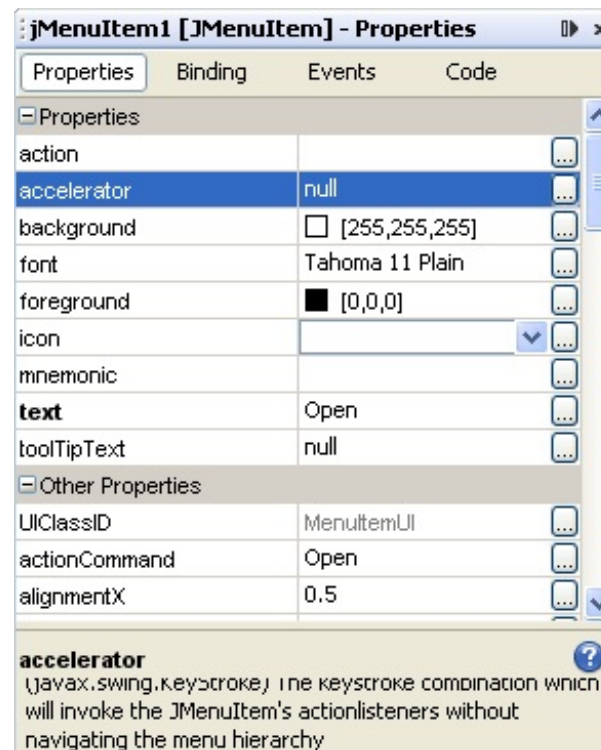 jMenuItem1 [JMenuItem] - Properties
Properties Binding Events Code
Properties
action ...
accelerator null ...
background [255,255,255] ...
font Tahoma 11 Plain ...
foreground [0,0,0] ...
icon ...
mnemonic ...
text Open ...
toolTipText null ...
Other Properties
UIClassID MenuItemUI ...
actionCommand Open ...
alignmentX 0.5 ...
accelerator ?
(javax.swing.KeyStroke) The keystroke combination which
will invoke the JMenuItem's actionlisteners without
navigating the menu hierarchy